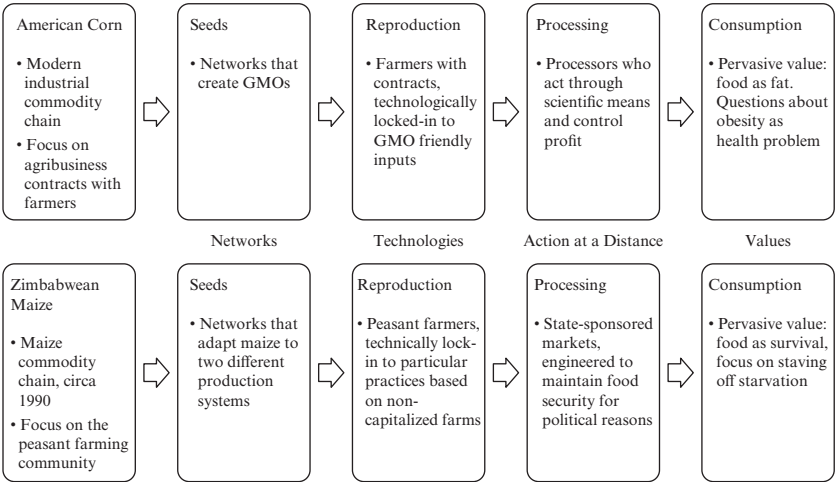 American Corn
• Modern
industrial
commodity
chain
• Focus on
agribusiness
contracts with
farmers
Seeds
• Networks that
create GMOs
Reproduction
• Farmers with
contracts,
technologically
locked-in to
GMO friendly
inputs
Processing
• Processors who
act through
scientific means
and control
profit
Consumption
• Pervasive value:
food as fat.
Questions about
obesity as
health problem
Networks
Technologies
Action at a Distance
Values
Zimbabwean
Maize
• Maize
commodity
chain, circa
1990
• Focus on the
peasant farming
community
Seeds
• Networks that
adapt maize to
two different
production
systems
Reproduction
• Peasant farmers,
technically lock-
in to particular
practices based
on non-
capitalized farms
Processing
• State-sponsored
markets,
engineered to
maintain food
security for
political reasons
Consumption
• Pervasive value:
food as survival,
focus on staving
off starvation